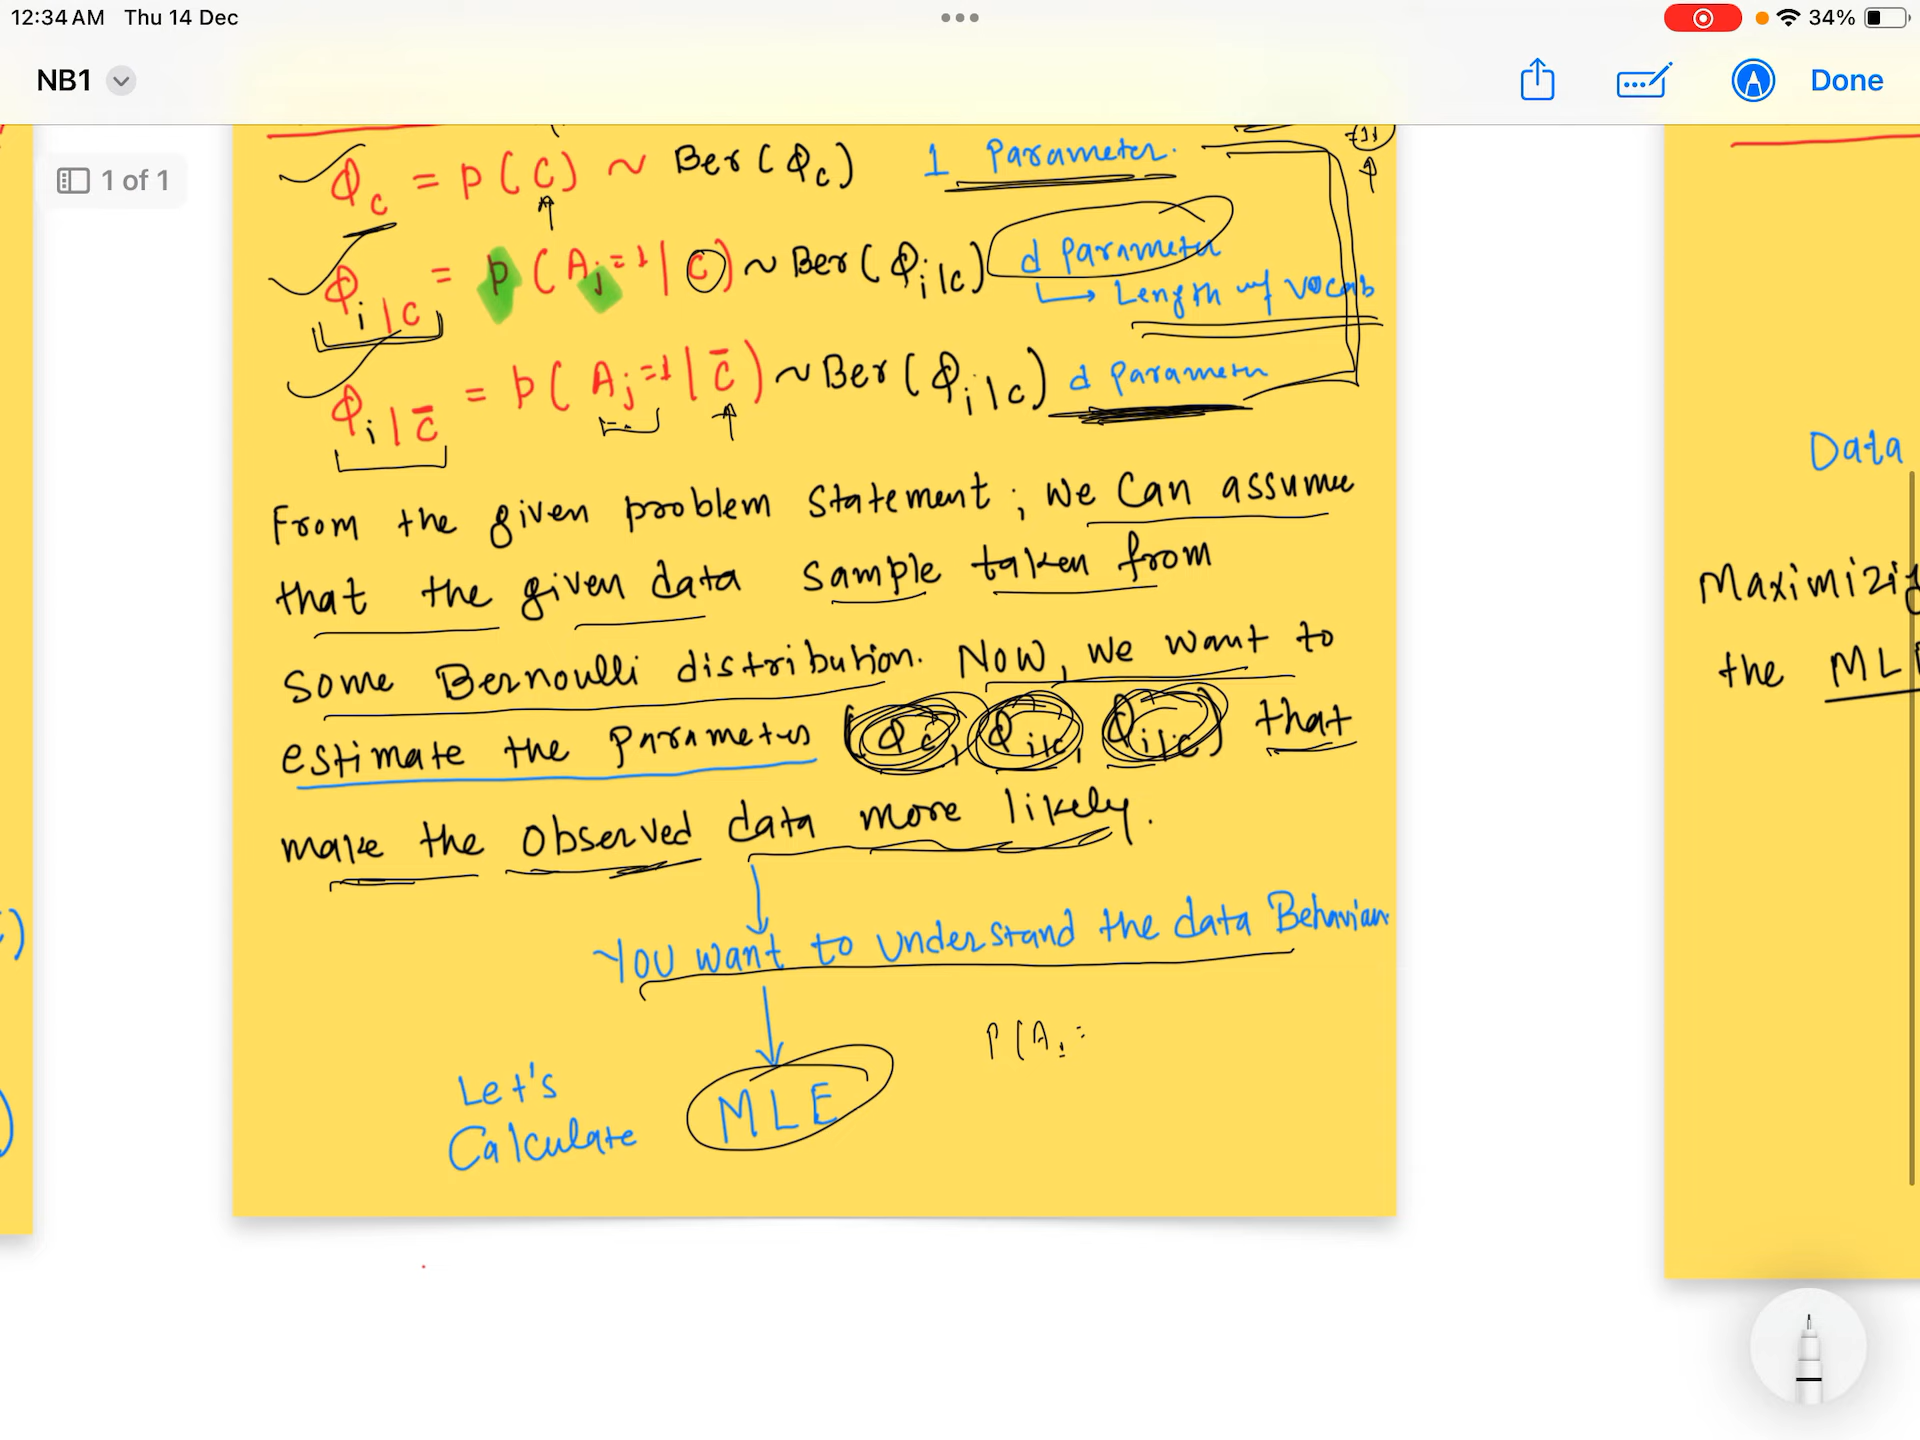 12:34 AM Thu 14 Dec
34%
NB1
Done
1 of 1
Φc = p(C) ~ Ber(Φc) 1 Parameter.
Φi|c = p(Aj=1|C) ~ Ber(Φi|c) d Parameter
↳ Length of vocab
Φi|c̄ = p(Aj=1|c̄) ~ Ber(Φi|c) d Parameter
From the given problem Statement; we can assume
that the given data sample taken from
some Bernoulli distribution. Now, we want to
estimate the Parameters (Φc, Φi|c, Φi|c̄) that
make the observed data more likely.
You want to understand the data Behaviour
P(Ai =
Let's
Calculate MLE
Data
the